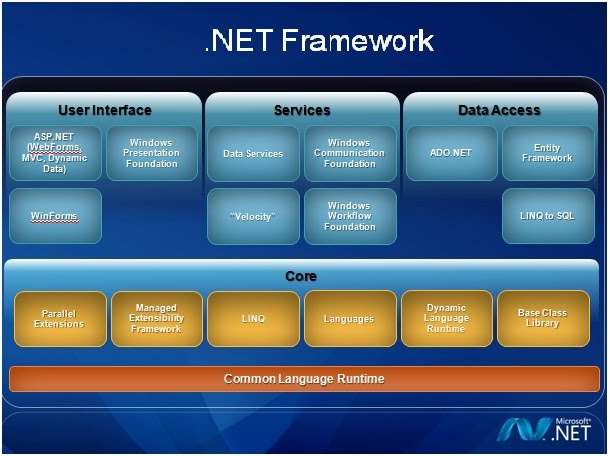 .NET Framework
User Interface
Services
Data Access
ASP.NET
(WebForms,
MVC, Dynamic
Data)
Windows
Presentation
Foundation
Data Services
Windows
Communication
Foundation
ADO.NET
Entity
Framework
WinForms
"Velocity"
Windows
Workflow
Foundation
LINQ to SQL
Core
Parallel
Extensions
Managed
Extensibility
Framework
LINQ
Languages
Dynamic
Language
Runtime
Base Class
Library
Common Language Runtime
Microsoft®
.NET